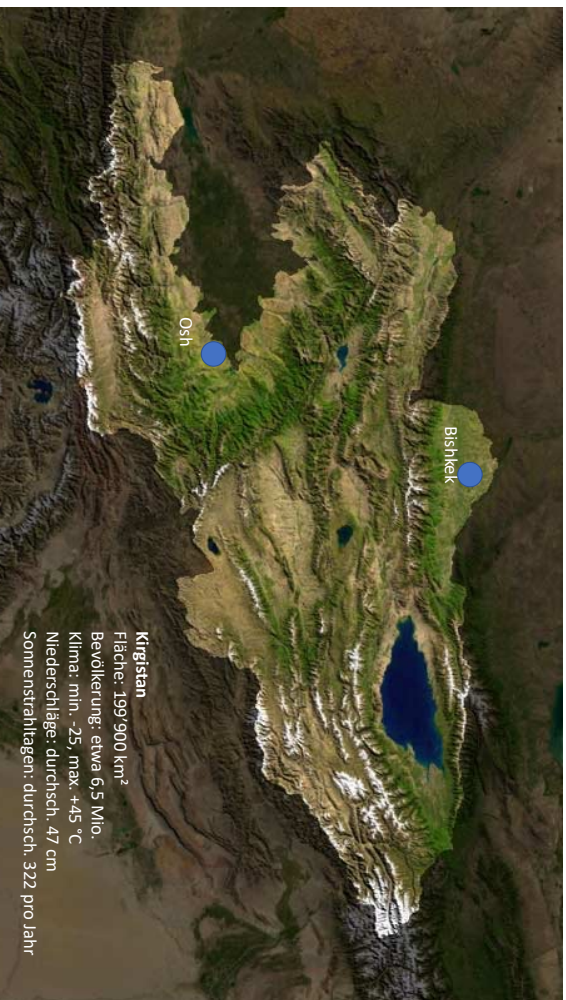 Bishkek
Osh
Kirgistan
Fläche: 199’900 km²
Bevölkerung: etwa 6,5 Mio.
Klima: min. -25, max. +45 °C
Niederschläge: durchsch. 47 cm
Sonnenstrahltagen: durchsch. 322 pro Jahr